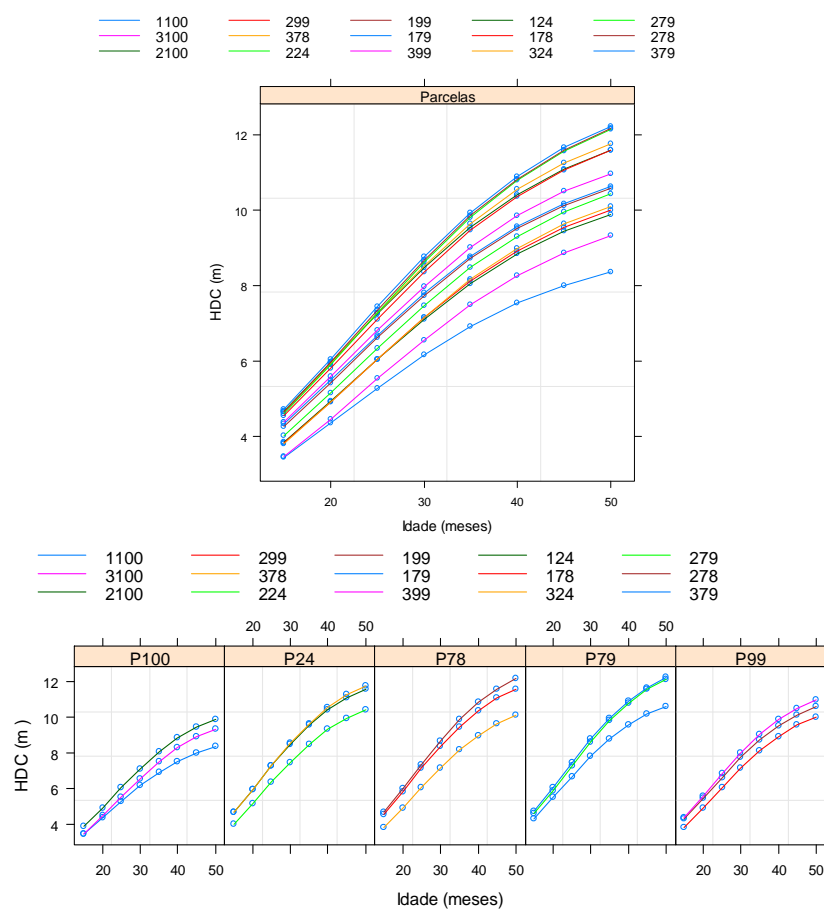 1100 299 199 124 279
3100 378 179 178 278
2100 224 399 324 379
Parcelas
12
10
8
6
4
HDC (m)
20 30 40 50
Idade (meses)
1100 299 199 124 279
3100 378 179 178 278
2100 224 399 324 379
20 30 40 50 20 30 40 50
P100 P24 P78 P79 P99
12
10
8
6
4
HDC (m )
20 30 40 50 20 30 40 50 20 30 40 50
Idade (meses)